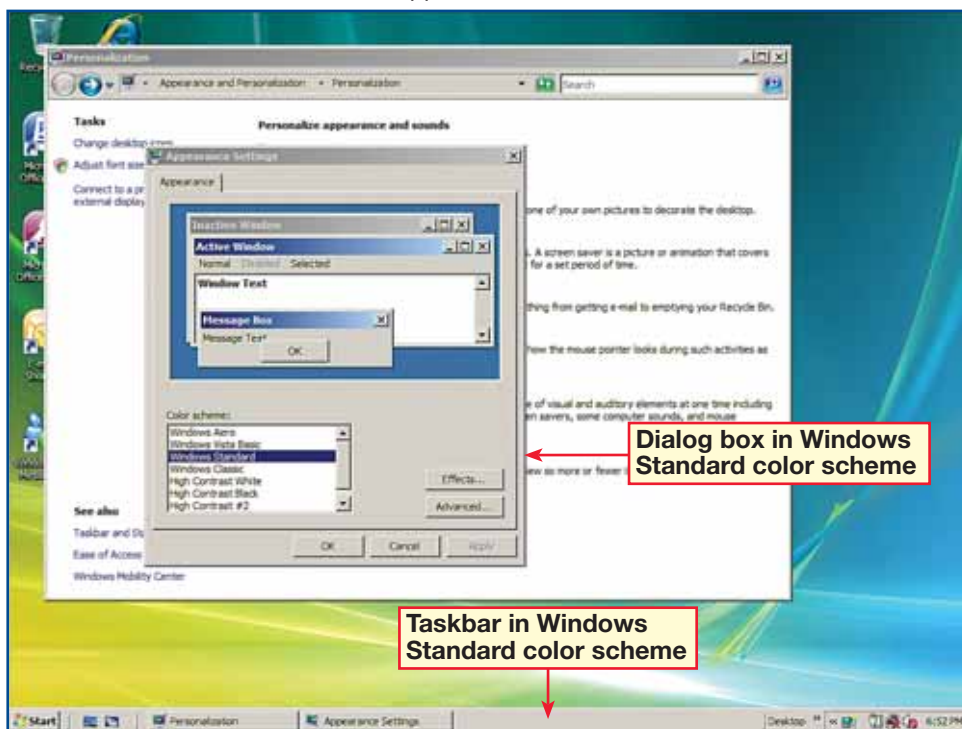 Personalization
Appearance and Personalization
Personalization
Search
Tasks
Personalize appearance and sounds
Change desktop icons
Adjust font size
Connect to a pr
external display
Appearance Settings
Appearance
Inactive Window
Active Window
Normal Disabled Selected
Window Text
Message Box
Message Text
OK
one of your own pictures to decorate the desktop.
. A screen saver is a picture or animation that covers
for a set period of time.
thing from getting e-mail to emptying your Recycle Bin.
how the mouse pointer looks during such activities as
e of visual and auditory elements at one time including
en savers, some computer sounds, and mouse
Color scheme:
Windows Aero
Windows Vista Basic
Windows Standard
Windows Classic
High Contrast White
High Contrast Black
High Contrast #2
Effects...
Advanced...
Dialog box in Windows
Standard color scheme
ew so more or fewer
See also
Taskbar and St
Ease of Access
Windows Mobility Center
OK Cancel Apply
Taskbar in Windows
Standard color scheme
Start
Personalization
Appearance Settings
Desktop
6:52 PM